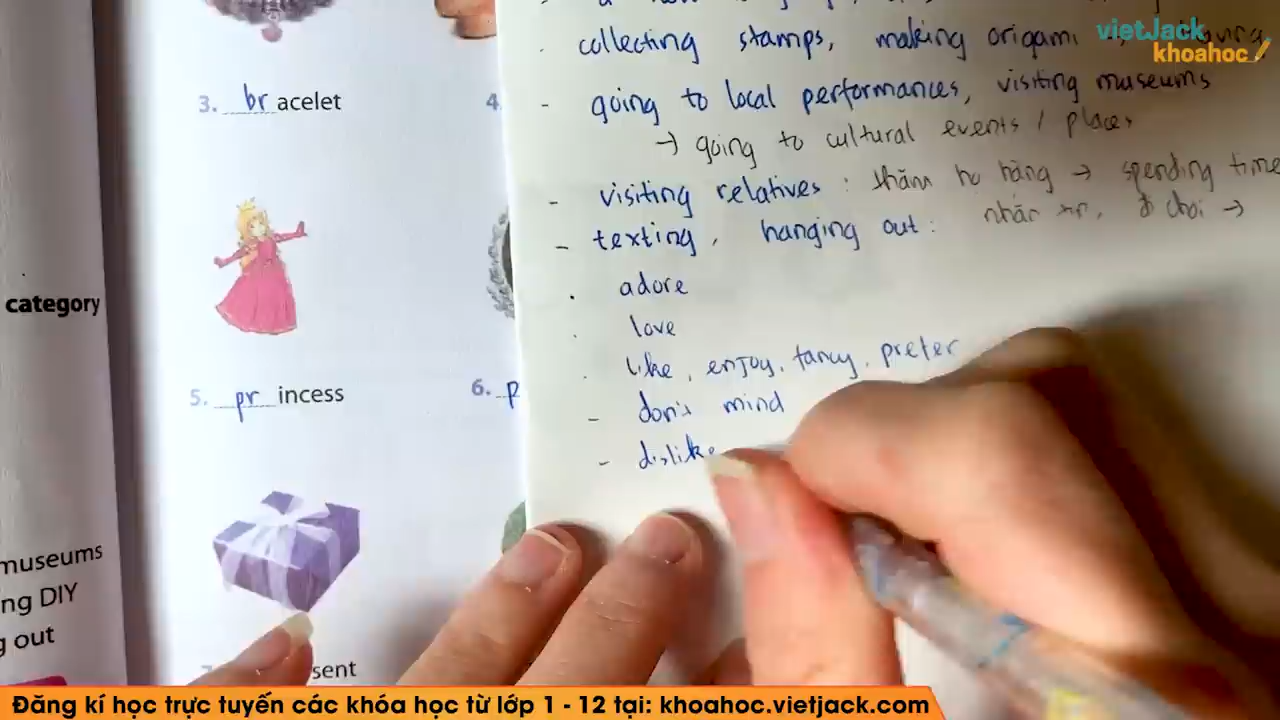 vietJack
khoahoc
collecting stamps, making origami →
going to local performances, visiting museums
→ going to cultural events / places
visiting relatives : thăm họ hàng → spending time
texting, hanging out : nhắn tin, đi chơi →
adore
love
like, enjoy, fancy, prefer
don't mind
dislike
3. br acelet
4.
5. pr incess
6. p
sent
category
museums
ng DIY
g out
Đăng kí học trực tuyến các khóa học từ lớp 1 - 12 tại: khoahoc.vietjack.com